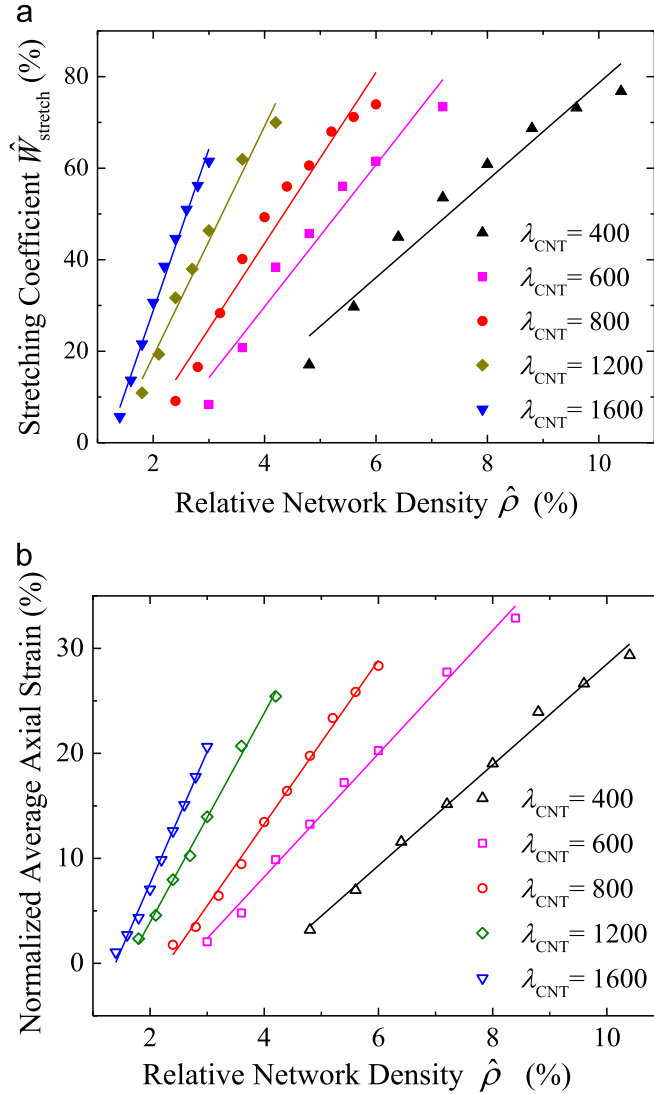 a
Stretching Coefficient Ŵstretch (%)
80
60
40
20
0
λCNT= 400
λCNT= 600
λCNT= 800
λCNT= 1200
λCNT= 1600
2 4 6 8 10
Relative Network Density ρ̂ (%)
b
Normalized Average Axial Strain (%)
30
20
10
0
λCNT= 400
λCNT= 600
λCNT= 800
λCNT= 1200
λCNT= 1600
2 4 6 8 10
Relative Network Density ρ̂ (%)